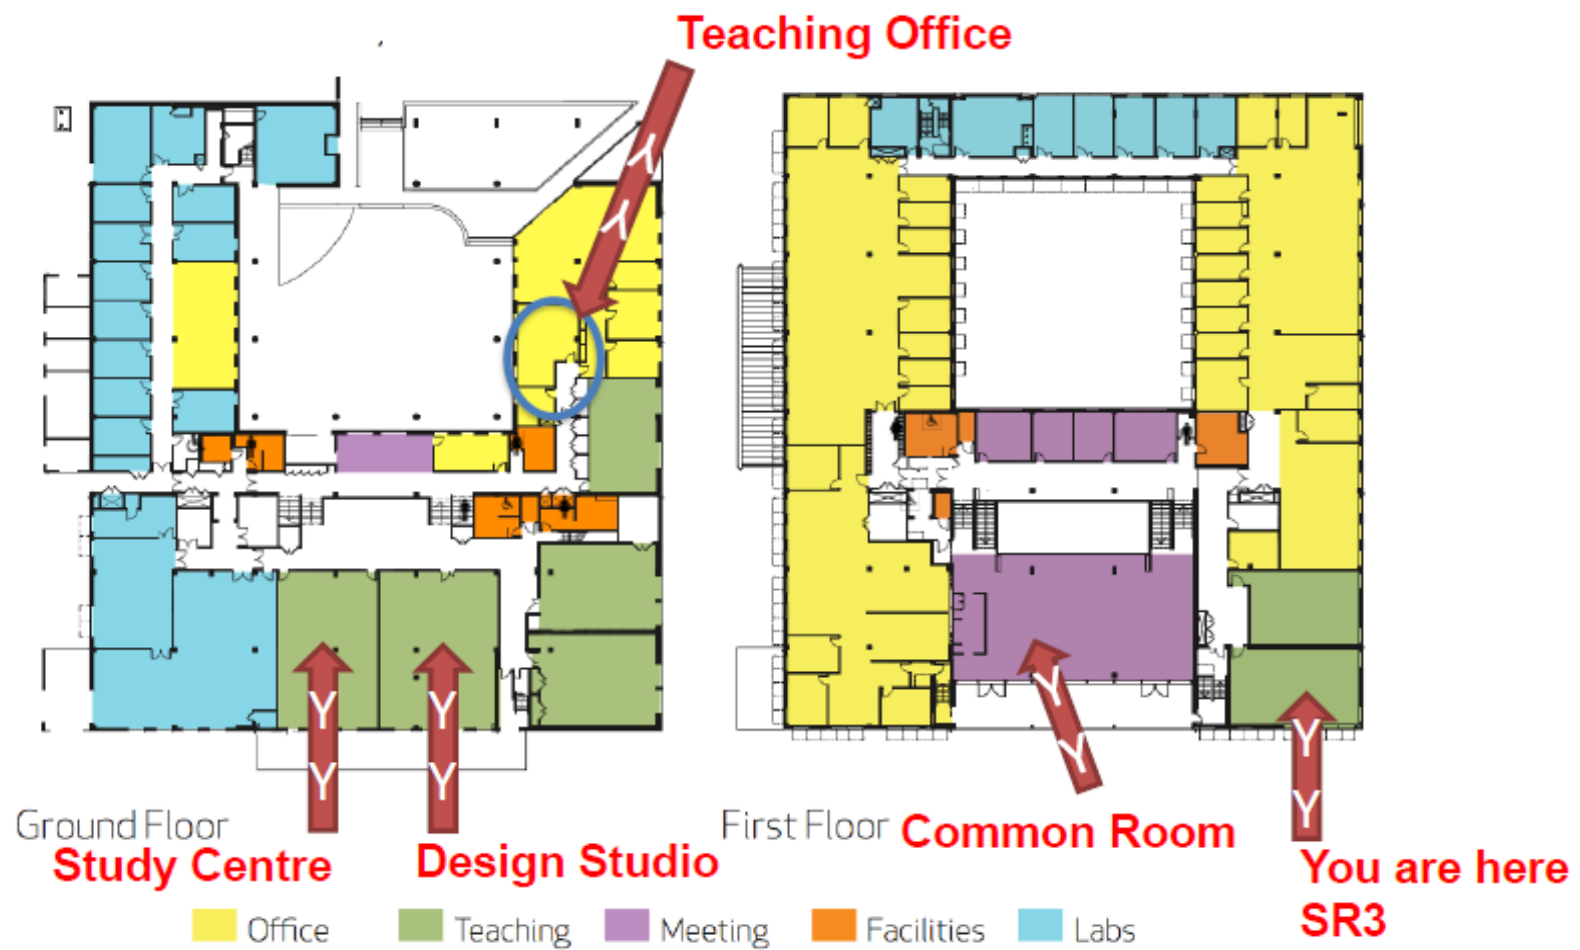 Teaching Office
Y
Y
Y
Y
Y
Y
Y
Y
Y
Y
Ground Floor
First Floor
Common Room
Study Centre
Design Studio
You are here
SR3
Office
Teaching
Meeting
Facilities
Labs